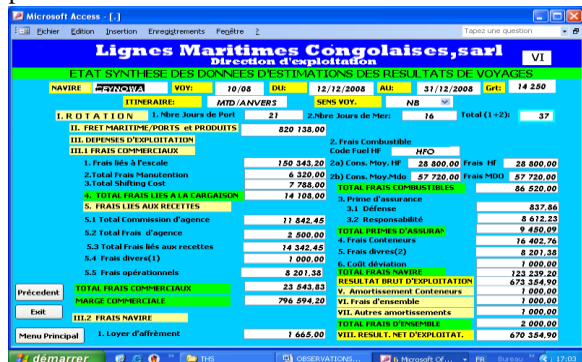 Microsoft Access - [.]
Fichier Edition Insertion Enregistrements Fenêtre ? Tapez une question
Lignes Maritimes Congolaises,sarl
Direction d'exploitation
VI
ETAT SYNTHESE DES DONNEES D'ESTIMATIONS DES RESULTATS DE VOYAGES
NAVIRE CEYNOWA VOY: 10/08 DU: 12/12/2008 AU: 31/12/2008 Grt: 14 250
ITINERAIRE: MTD/ANVERS SENS VOY. NB
I.ROTATION 1. Nbre Jours de Port 21 2.Nbre Jours de Mer: 16 Total (1+2): 37
II. FRET MARITIME/PORTS et PRODUITS 820 138,00
III. DEPENSES D'EXPLOITATION
III.1 FRAIS COMMERCIAUX
1. Frais liés à l'escale 150 343,20
2.Total Frais Manutention 6 320,00
3.Total Shifting Cost 7 788,00
4. TOTAL FRAIS LIES A LA CARGAISON 14 108,00
5. FRAIS LIES AUX RECETTES
5.1 Total Commission d'agence 11 842,45
5.2 Total Frais d'agence 2 500,00
5.3 Total Frais liés aux recettes 14 342,45
5.4 Frais divers(1) 1 000,00
5.5 Frais opérationnels 8 201,38
TOTAL FRAIS COMMERCIAUX 23 543,83
MARGE COMMERCIALE 796 594,20
III.2 FRAIS NAVIRE
1. Loyer d'affrèment 1 665,00
2. Frais Combustible
Code Fuel HF HFO
2a) Cons. Moy. HF 28 800,00 Frais HF 28 800,00
2b) Cons. Moy.Mdo 57 720,00 Frais MDO 57 720,00
TOTAL FRAIS COMBUSTIBLES 86 520,00
3. Prime d'assurance
3.1 Défense 837,86
3.2 Responsabilité 8 612,23
TOTAL PRIMES D'ASSURAN 9 450,09
4. Frais Conteneurs 16 402,76
5. Frais divres(2) 8 201,38
6. Coût déviation 1 000,00
TOTAL FRAIS NAVIRE 123 239,20
RESULTAT BRUT D'EXPLOITATION 673 354,90
V. Amortissement Conteneurs 1 000,00
VI. Frais d'ensemble 1 000,00
VII. Autres amortissements 1 000,00
TOTAL FRAIS D'ENSEMBLE 2 000,00
VIII. RESULT. NET D'EXPLOITAT. 670 354,90
Précedent
Exit
Menu Principal
démarrer THS OBSERVATIONS... 6 Microsoft Of... FR Bureau 17:03